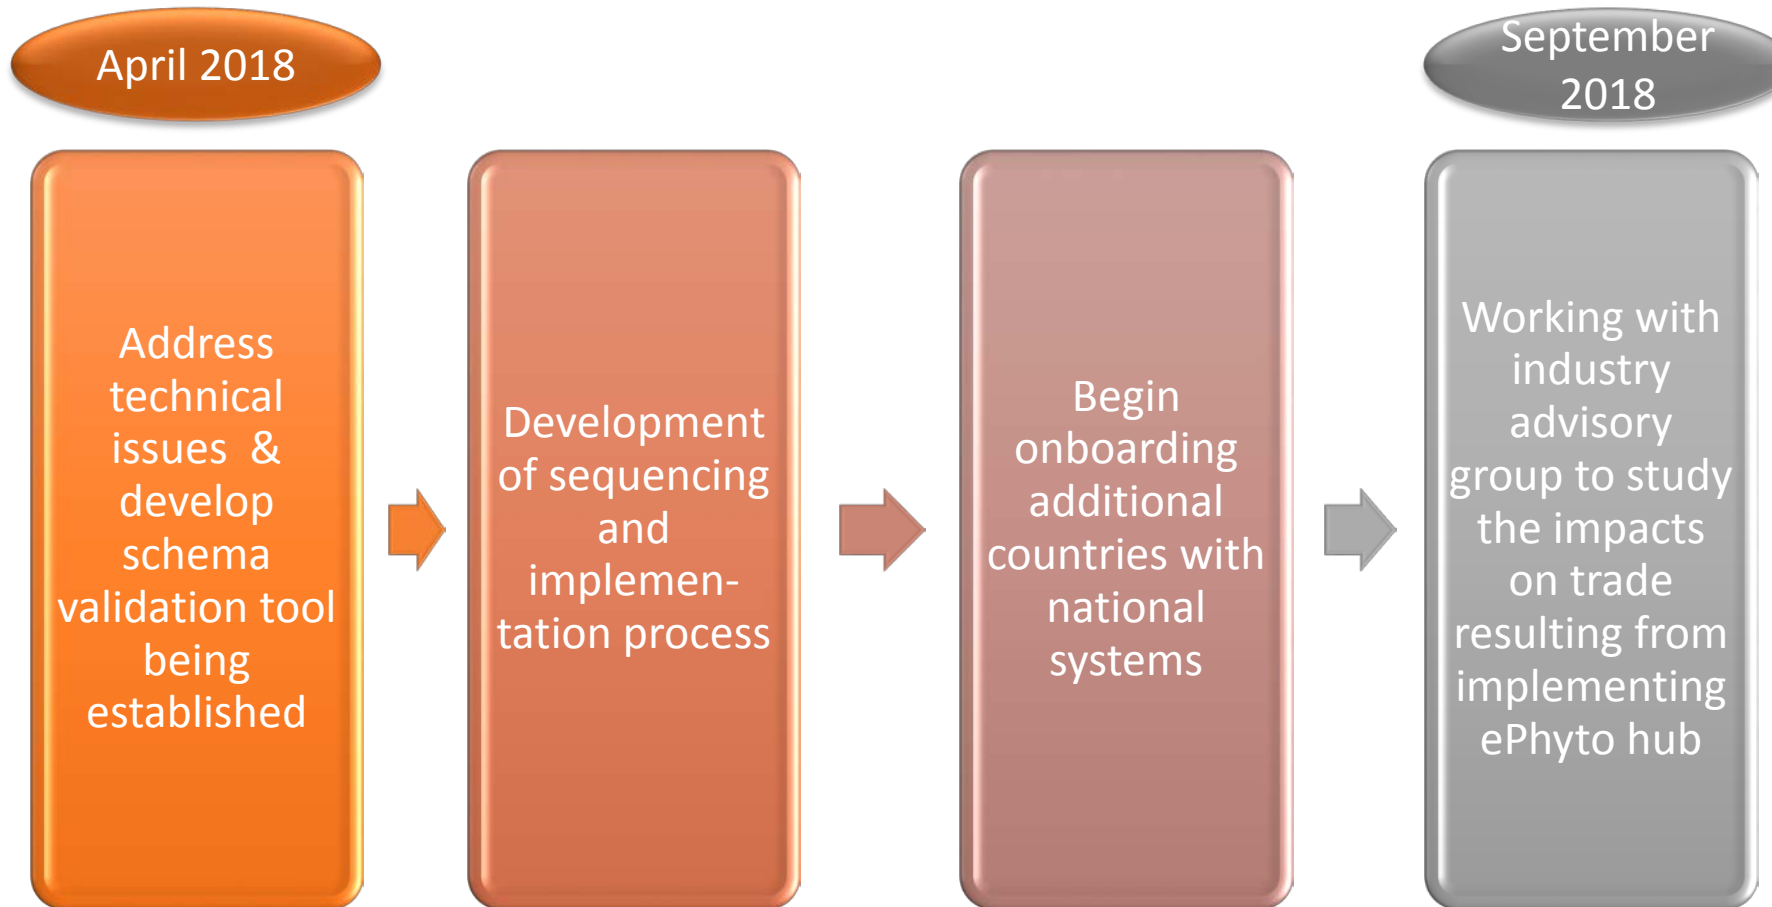 April 2018
September
2018
Address
technical
issues & 
develop
schema
validation tool
being
established
Development
of sequencing
and
implemen-
tation process
Begin
onboarding
additional
countries with
national
systems
Working with
industry
advisory
group to study
the impacts
on trade
resulting from
implementing
ePhyto hub